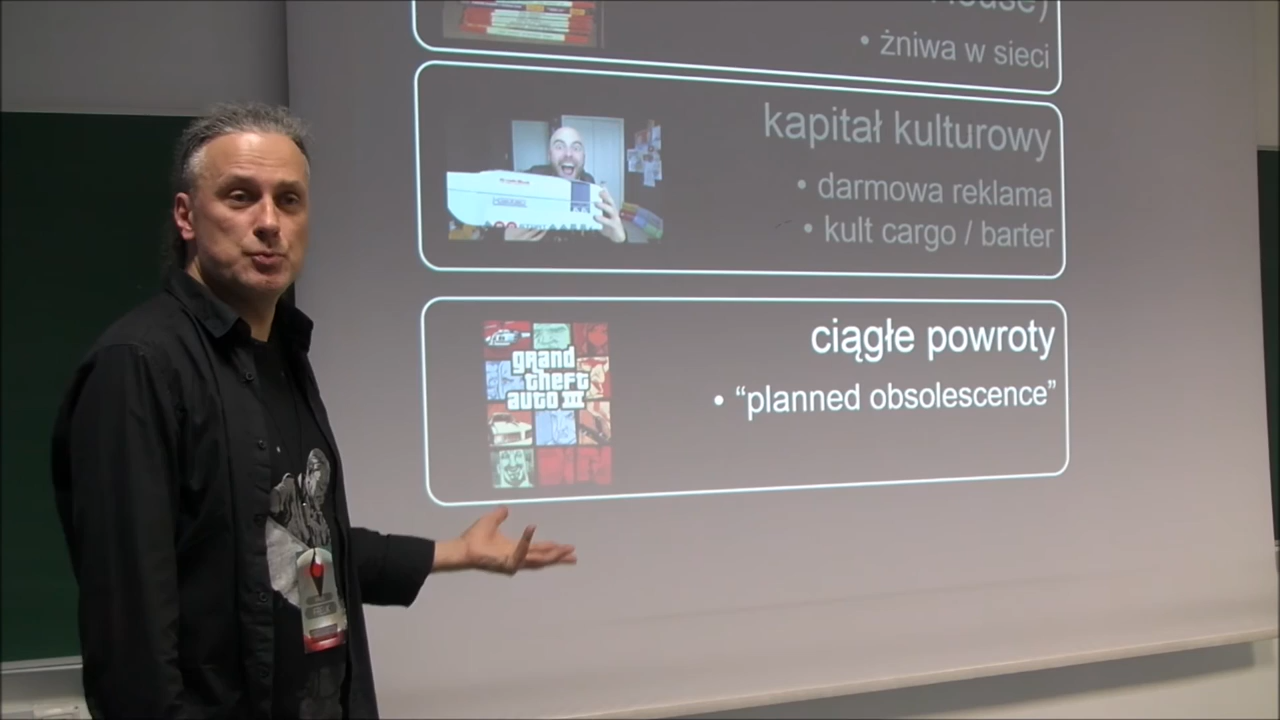 • żniwa w sieci
kapitał kulturowy
• darmowa reklama
• kult cargo / barter
ciągłe powroty
• “planned obsolescence”
grand
theft
auto III